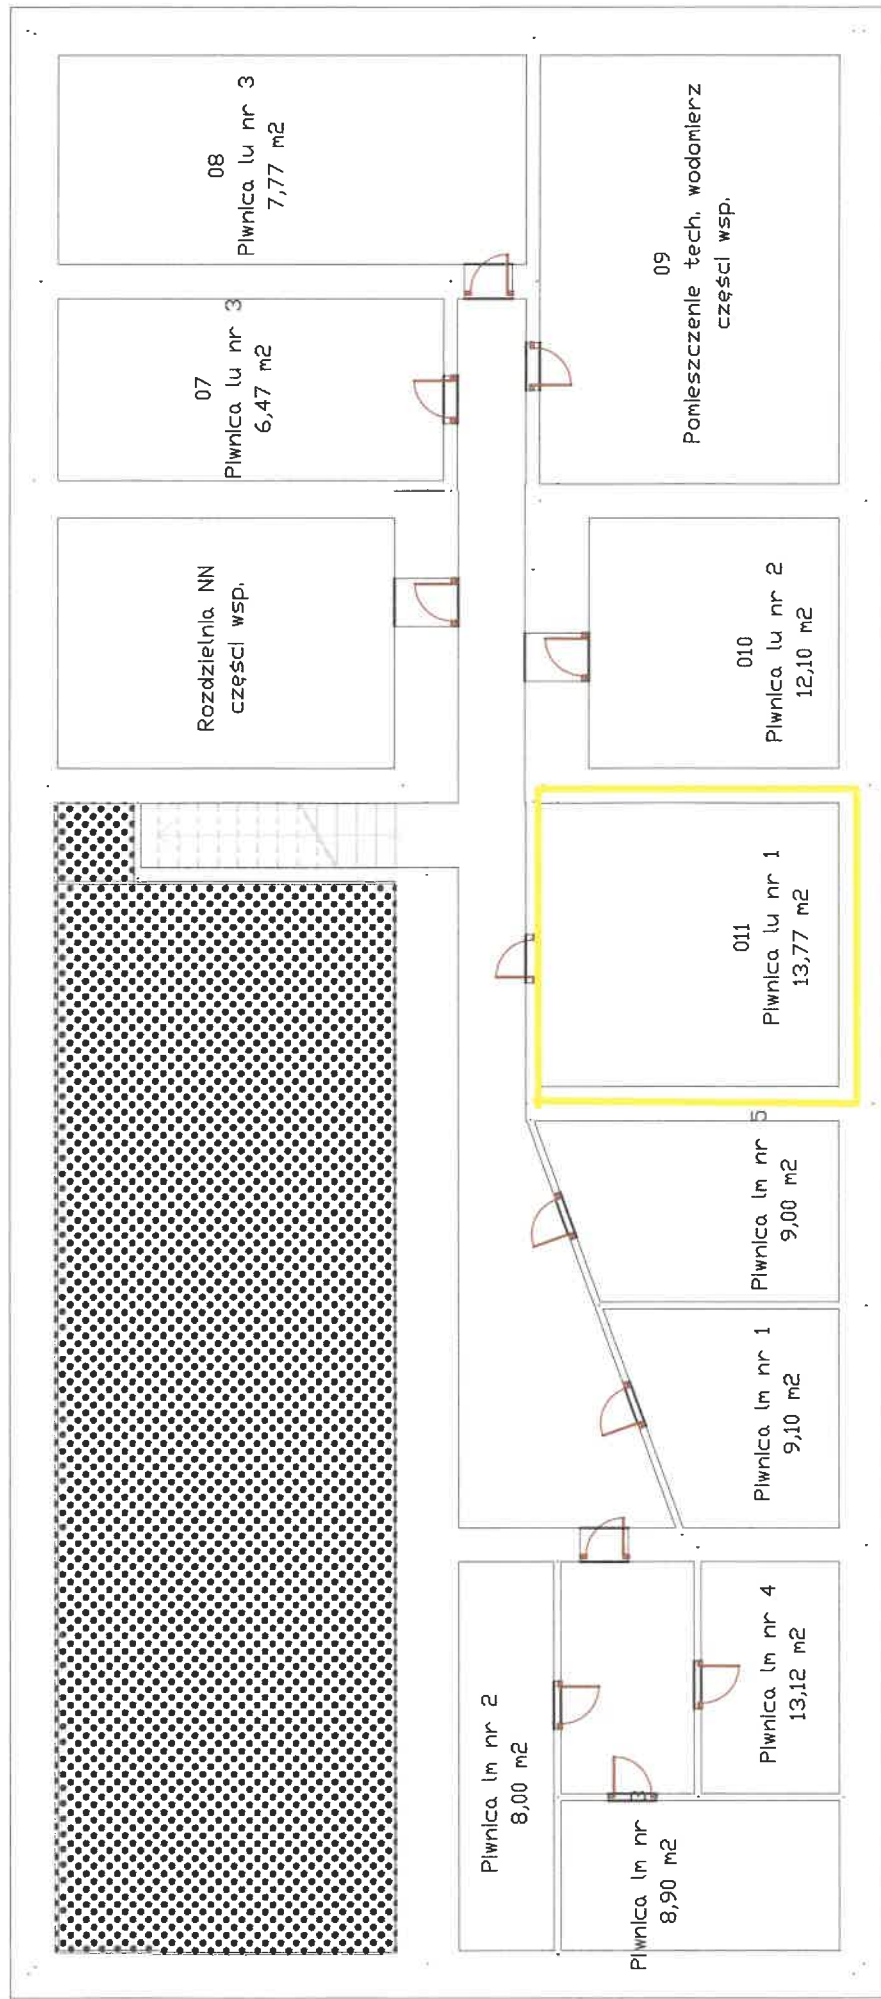 08
Piwnica lu nr 3
7,77 m2
07
Piwnica lu nr 3
6,47 m2
Rozdzielnia NN
części wsp.
09
Pomieszczenie tech. wodomierz
części wsp.
010
Piwnica lu nr 2
12,10 m2
011
Piwnica lu nr 1
13,77 m2
Piwnica lm nr 5
9,00 m2
Piwnica lm nr 1
9,10 m2
Piwnica lm nr 2
8,00 m2
Piwnica lm nr 3
8,90 m2
Piwnica lm nr 4
13,12 m2